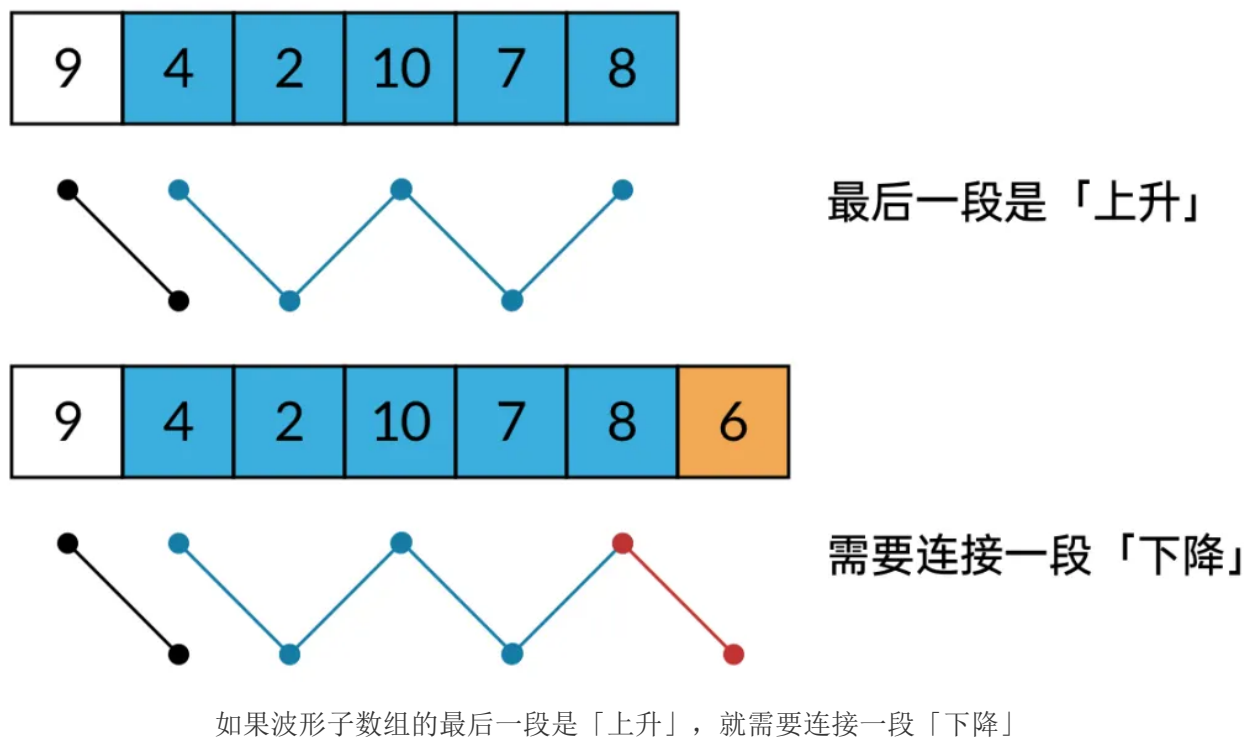 9 4 2 10 7 8
最后一段是「上升」
9 4 2 10 7 8 6
需要连接一段「下降」
如果波形子数组的最后一段是「上升」，就需要连接一段「下降」